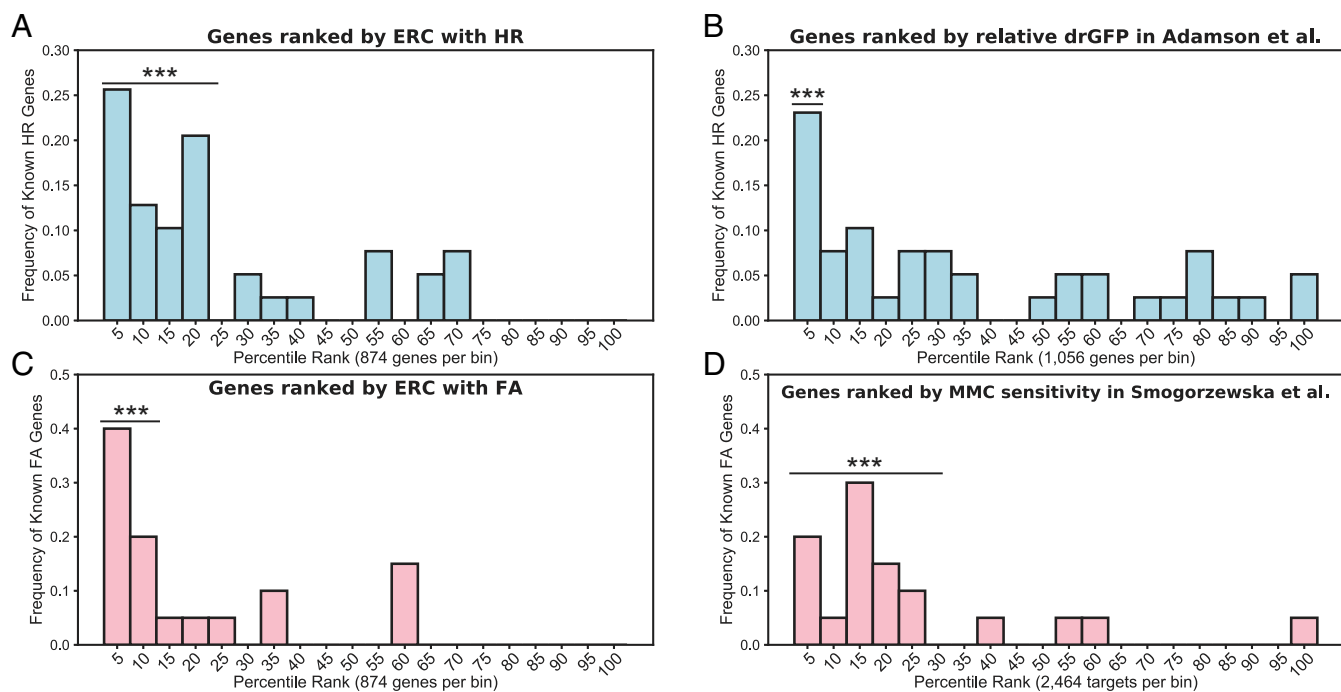 A
Genes ranked by ERC with HR
0.30
0.25
0.20
0.15
0.10
0.05
0.00
Frequency of Known HR Genes
***
5 10 15 20 25 30 35 40 45 50 55 60 65 70 75 80 85 90 95 100
Percentile Rank (874 genes per bin)
B
Genes ranked by relative drGFP in Adamson et al.
0.30
0.25
0.20
0.15
0.10
0.05
0.00
Frequency of Known HR Genes
***
5 10 15 20 25 30 35 40 45 50 55 60 65 70 75 80 85 90 95 100
Percentile Rank (1,056 genes per bin)
C
Genes ranked by ERC with FA
0.5
0.4
0.3
0.2
0.1
0.0
Frequency of Known FA Genes
***
5 10 15 20 25 30 35 40 45 50 55 60 65 70 75 80 85 90 95 100
Percentile Rank (874 genes per bin)
D
Genes ranked by MMC sensitivity in Smogorzewska et al.
0.5
0.4
0.3
0.2
0.1
0.0
Frequency of Known FA Genes
***
5 10 15 20 25 30 35 40 45 50 55 60 65 70 75 80 85 90 95 100
Percentile Rank (2,464 targets per bin)